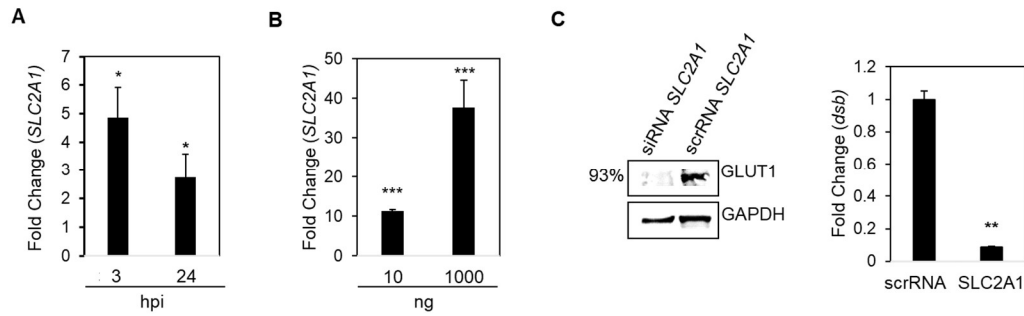 A
Fold Change (SLC2A1)
7
6
5
4
3
2
1
0
*
*
3 24
hpi
B
Fold Change (SLC2A1)
50
40
30
20
10
0
***
***
10 1000
ng
C
siRNA SLC2A1
scrRNA SLC2A1
93%
GLUT1
GAPDH
Fold Change (dsb)
1.2
1
0.8
0.6
0.4
0.2
0
**
scrRNA SLC2A1